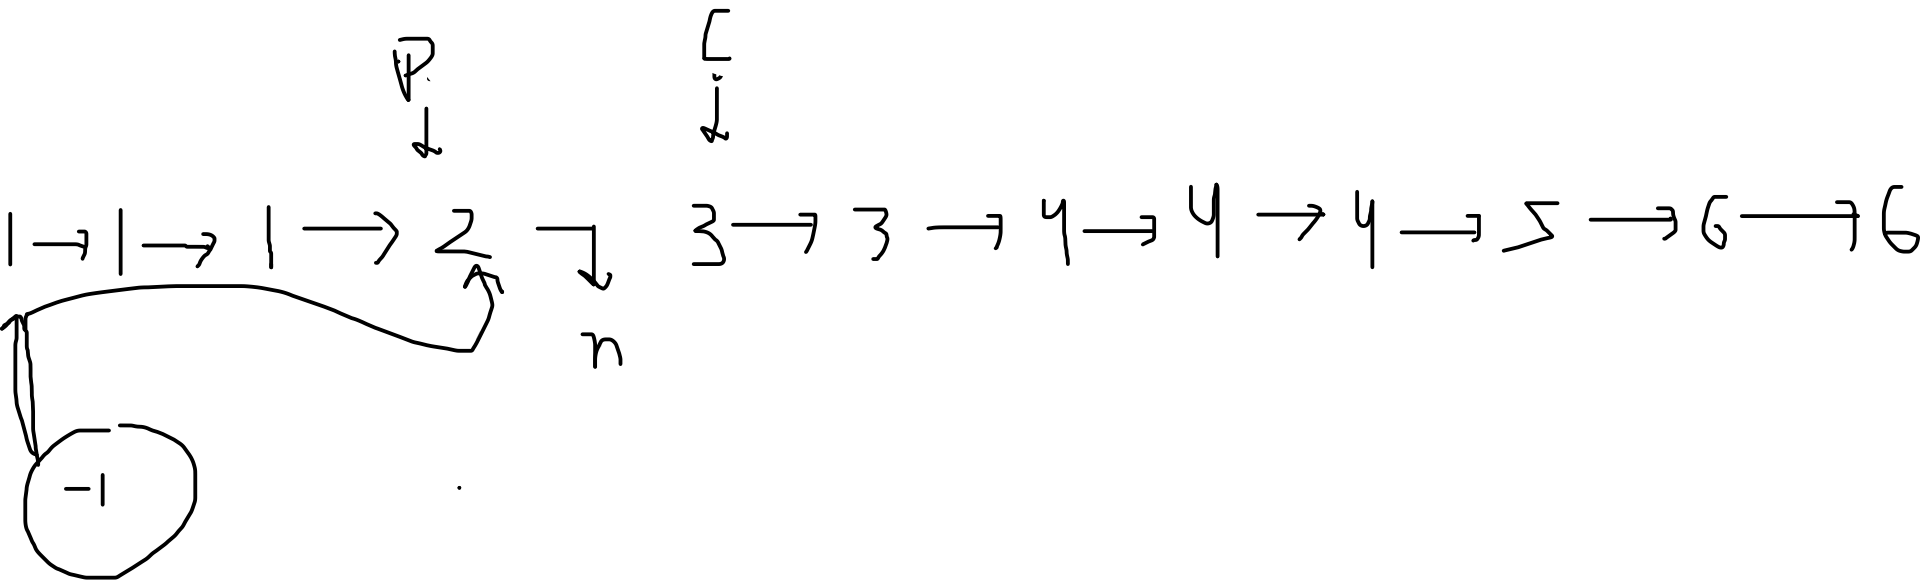 P C
1 → 1 → 1 → 2 → 3 → 3 → 4 → 4 → 4 → 5 → 6 → 6
n
-1